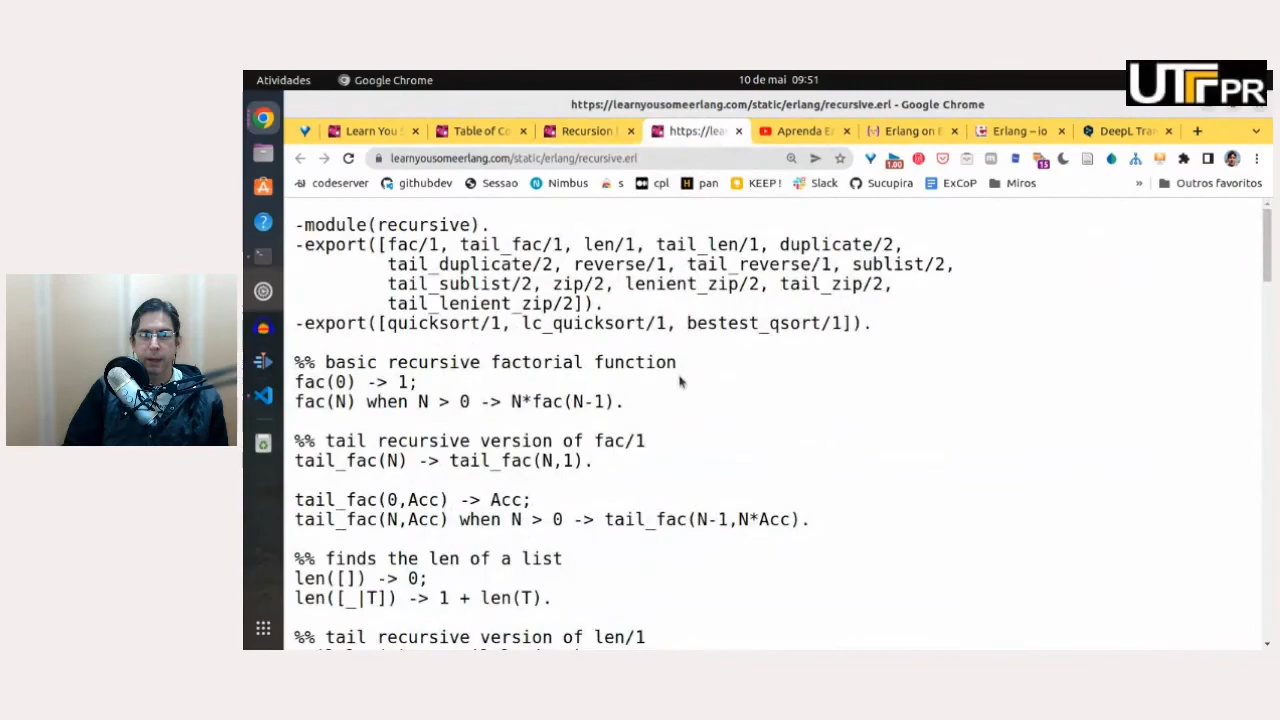 Atividades
Google Chrome
10 de mai 09:51
UTFPR
https://learnyousomeerlang.com/static/erlang/recursive.erl - Google Chrome
Learn You
Table of Co
Recursion
https://lea
Aprenda E
Erlang on E
Erlang – io
DeepL Tra
learnyousomeerlang.com/static/erlang/recursive.erl
1.00
15
codeserver
githubdev
Sessao
Nimbus
s
cpl
pan
KEEP!
Slack
Sucupira
ExCoP
Miros
»
Outros favoritos
-module(recursive).
-export([fac/1, tail_fac/1, len/1, tail_len/1, duplicate/2,
tail_duplicate/2, reverse/1, tail_reverse/1, sublist/2,
tail_sublist/2, zip/2, lenient_zip/2, tail_zip/2,
tail_lenient_zip/2]).
-export([quicksort/1, lc_quicksort/1, bestest_qsort/1]).
%% basic recursive factorial function
fac(0) -> 1;
fac(N) when N > 0 -> N*fac(N-1).
%% tail recursive version of fac/1
tail_fac(N) -> tail_fac(N,1).
tail_fac(0,Acc) -> Acc;
tail_fac(N,Acc) when N > 0 -> tail_fac(N-1,N*Acc).
%% finds the len of a list
len([]) -> 0;
len([_|T]) -> 1 + len(T).
%% tail recursive version of len/1